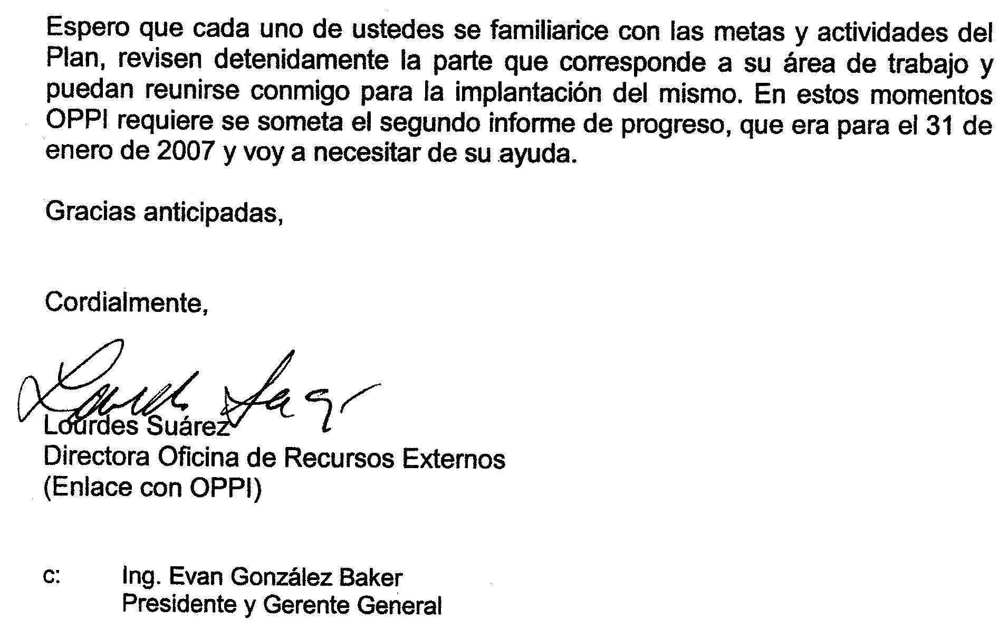 Espero que cada uno de ustedes se familiarice con las metas y actividades del
Plan, revisen detenidamente la parte que corresponde a su área de trabajo y
puedan reunirse conmigo para la implantación del mismo. En estos momentos
OPPI requiere se someta el segundo informe de progreso, que era para el 31 de
enero de 2007 y voy a necesitar de su ayuda.
Gracias anticipadas,
Cordialmente,
Lourdes Suárez
Directora Oficina de Recursos Externos
(Enlace con OPPI)
c: Ing. Evan González Baker
Presidente y Gerente General